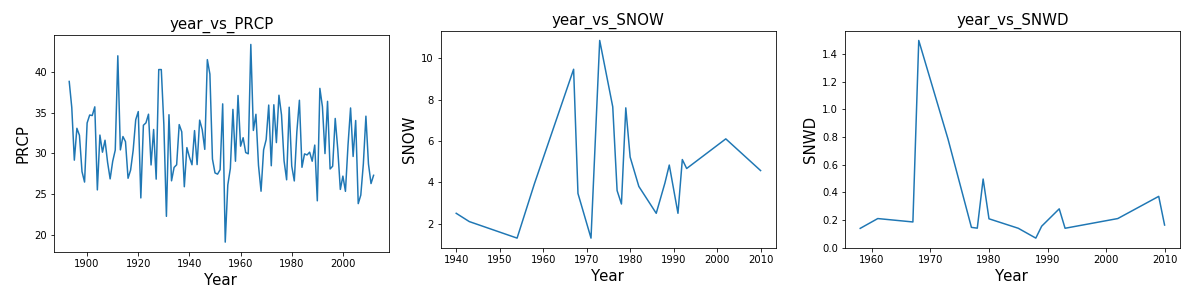 year_vs_PRCP
40
35
30
25
20
PRCP
1900 1920 1940 1960 1980 2000
Year
year_vs_SNOW
10
8
6
4
2
SNOW
1940 1950 1960 1970 1980 1990 2000 2010
Year
year_vs_SNWD
1.4
1.2
1.0
0.8
0.6
0.4
0.2
0.0
SNWD
1960 1970 1980 1990 2000 2010
Year